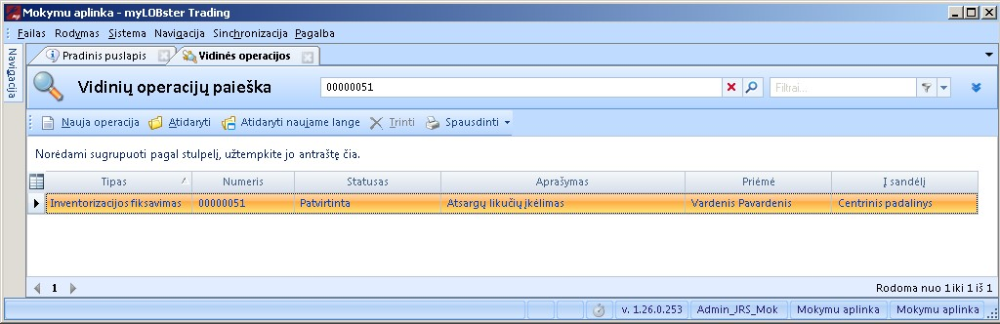 Mokymu aplinka - myLOBster Trading
Failas Rodymas Sistema Navigacija Sinchronizacija Pagalba
Navigacija
Pradinis puslapis Vidinės operacijos
Vidinių operacijų paieška 00000051 Filtrai...
Nauja operacija Atidaryti Atidaryti naujame lange Trinti Spausdinti
Norėdami sugrupuoti pagal stulpelį, užtempkite jo antraštę čia.
Tipas Numeris Statusas Aprašymas Priėmė Į sandėlį
Inventorizacijos fiksavimas 00000051 Patvirtinta Atsargų likučių įkėlimas Vardenis Pavardenis Centrinis padalinys
1 Rodoma nuo 1 iki 1 iš 1
v. 1.26.0.253 Admin_JRS_Mok Mokymu aplinka Mokymu aplinka